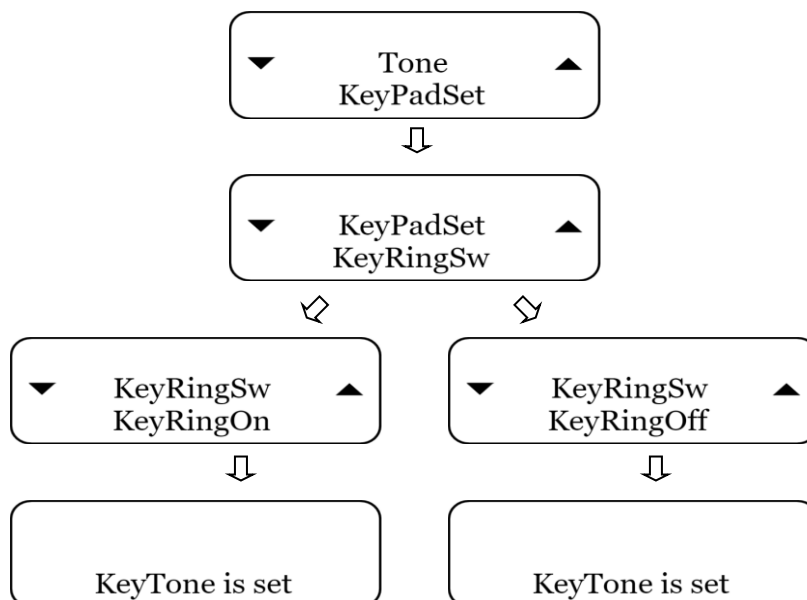 Tone
KeyPadSet
KeyPadSet
KeyRingSw
KeyRingSw
KeyRingOn
KeyRingSw
KeyRingOff
KeyTone is set
KeyTone is set